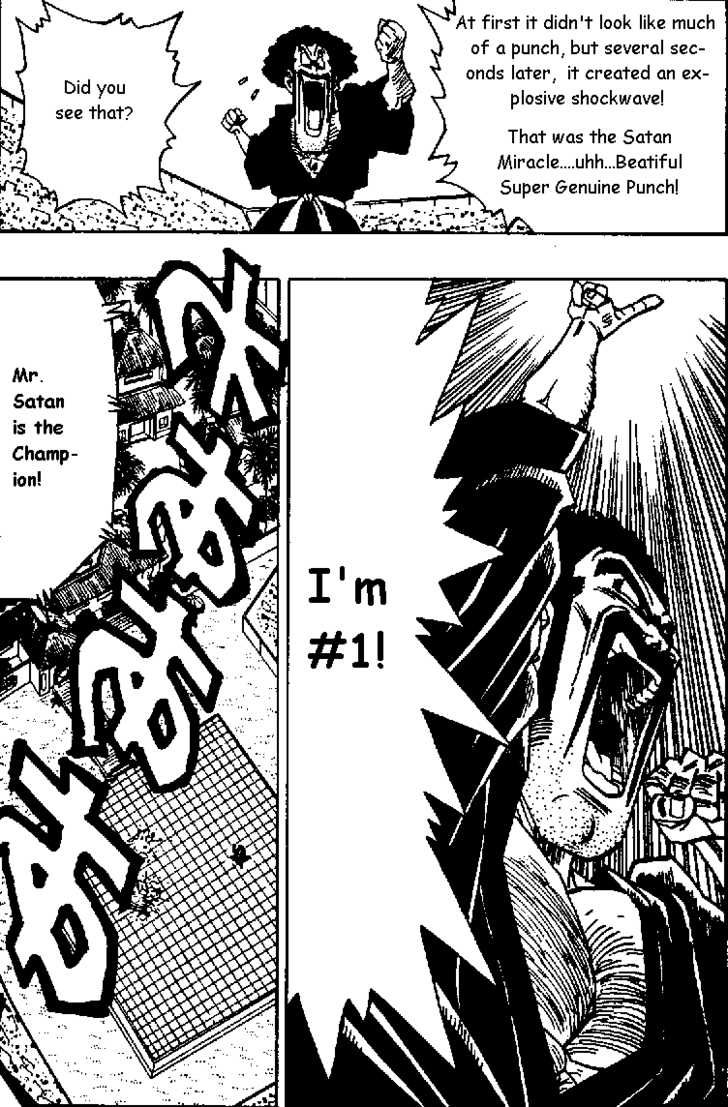 Did you
see that?
At first it didn't look like much
of a punch, but several sec-
onds later, it created an ex-
plosive shockwave!
That was the Satan
Miracle....uhh...Beatiful
Super Genuine Punch!
Mr.
Satan
is the
Champ-
ion!
I'm
#1!